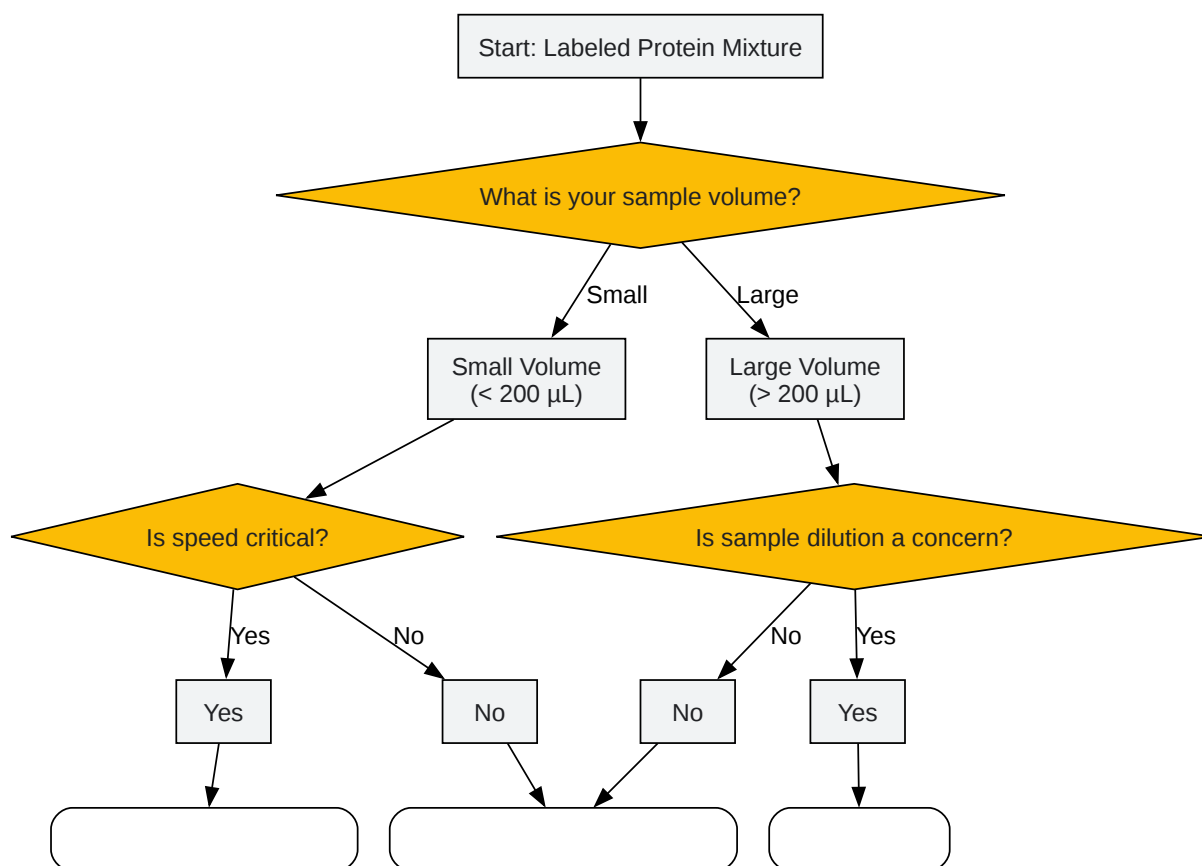 Start: Labeled Protein Mixture
What is your sample volume?
Small
Large
Small Volume
(< 200 µL)
Large Volume
(> 200 µL)
Is speed critical?
Is sample dilution a concern?
Yes
No
No
Yes
Yes
No
No
Yes